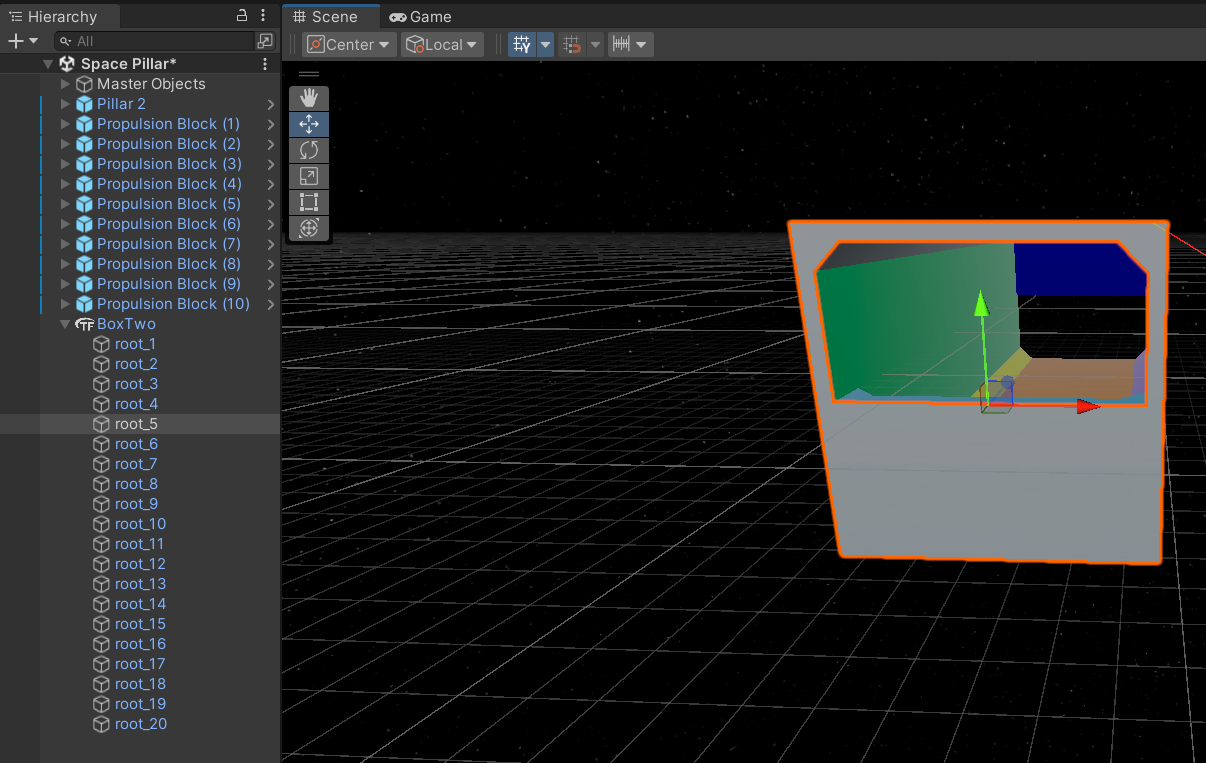 Hierarchy
All
Space Pillar*
Master Objects
Pillar 2
Propulsion Block (1)
Propulsion Block (2)
Propulsion Block (3)
Propulsion Block (4)
Propulsion Block (5)
Propulsion Block (6)
Propulsion Block (7)
Propulsion Block (8)
Propulsion Block (9)
Propulsion Block (10)
BoxTwo
root_1
root_2
root_3
root_4
root_5
root_6
root_7
root_8
root_9
root_10
root_11
root_12
root_13
root_14
root_15
root_16
root_17
root_18
root_19
root_20
Scene Game
Center Local Y